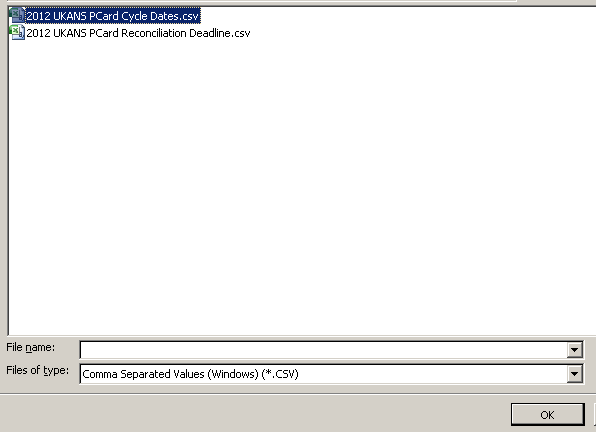 2012 UKANS PCard Cycle Dates.csv
2012 UKANS PCard Reconciliation Deadline.csv
File name:
Files of type: Comma Separated Values (Windows) (*.CSV)
OK